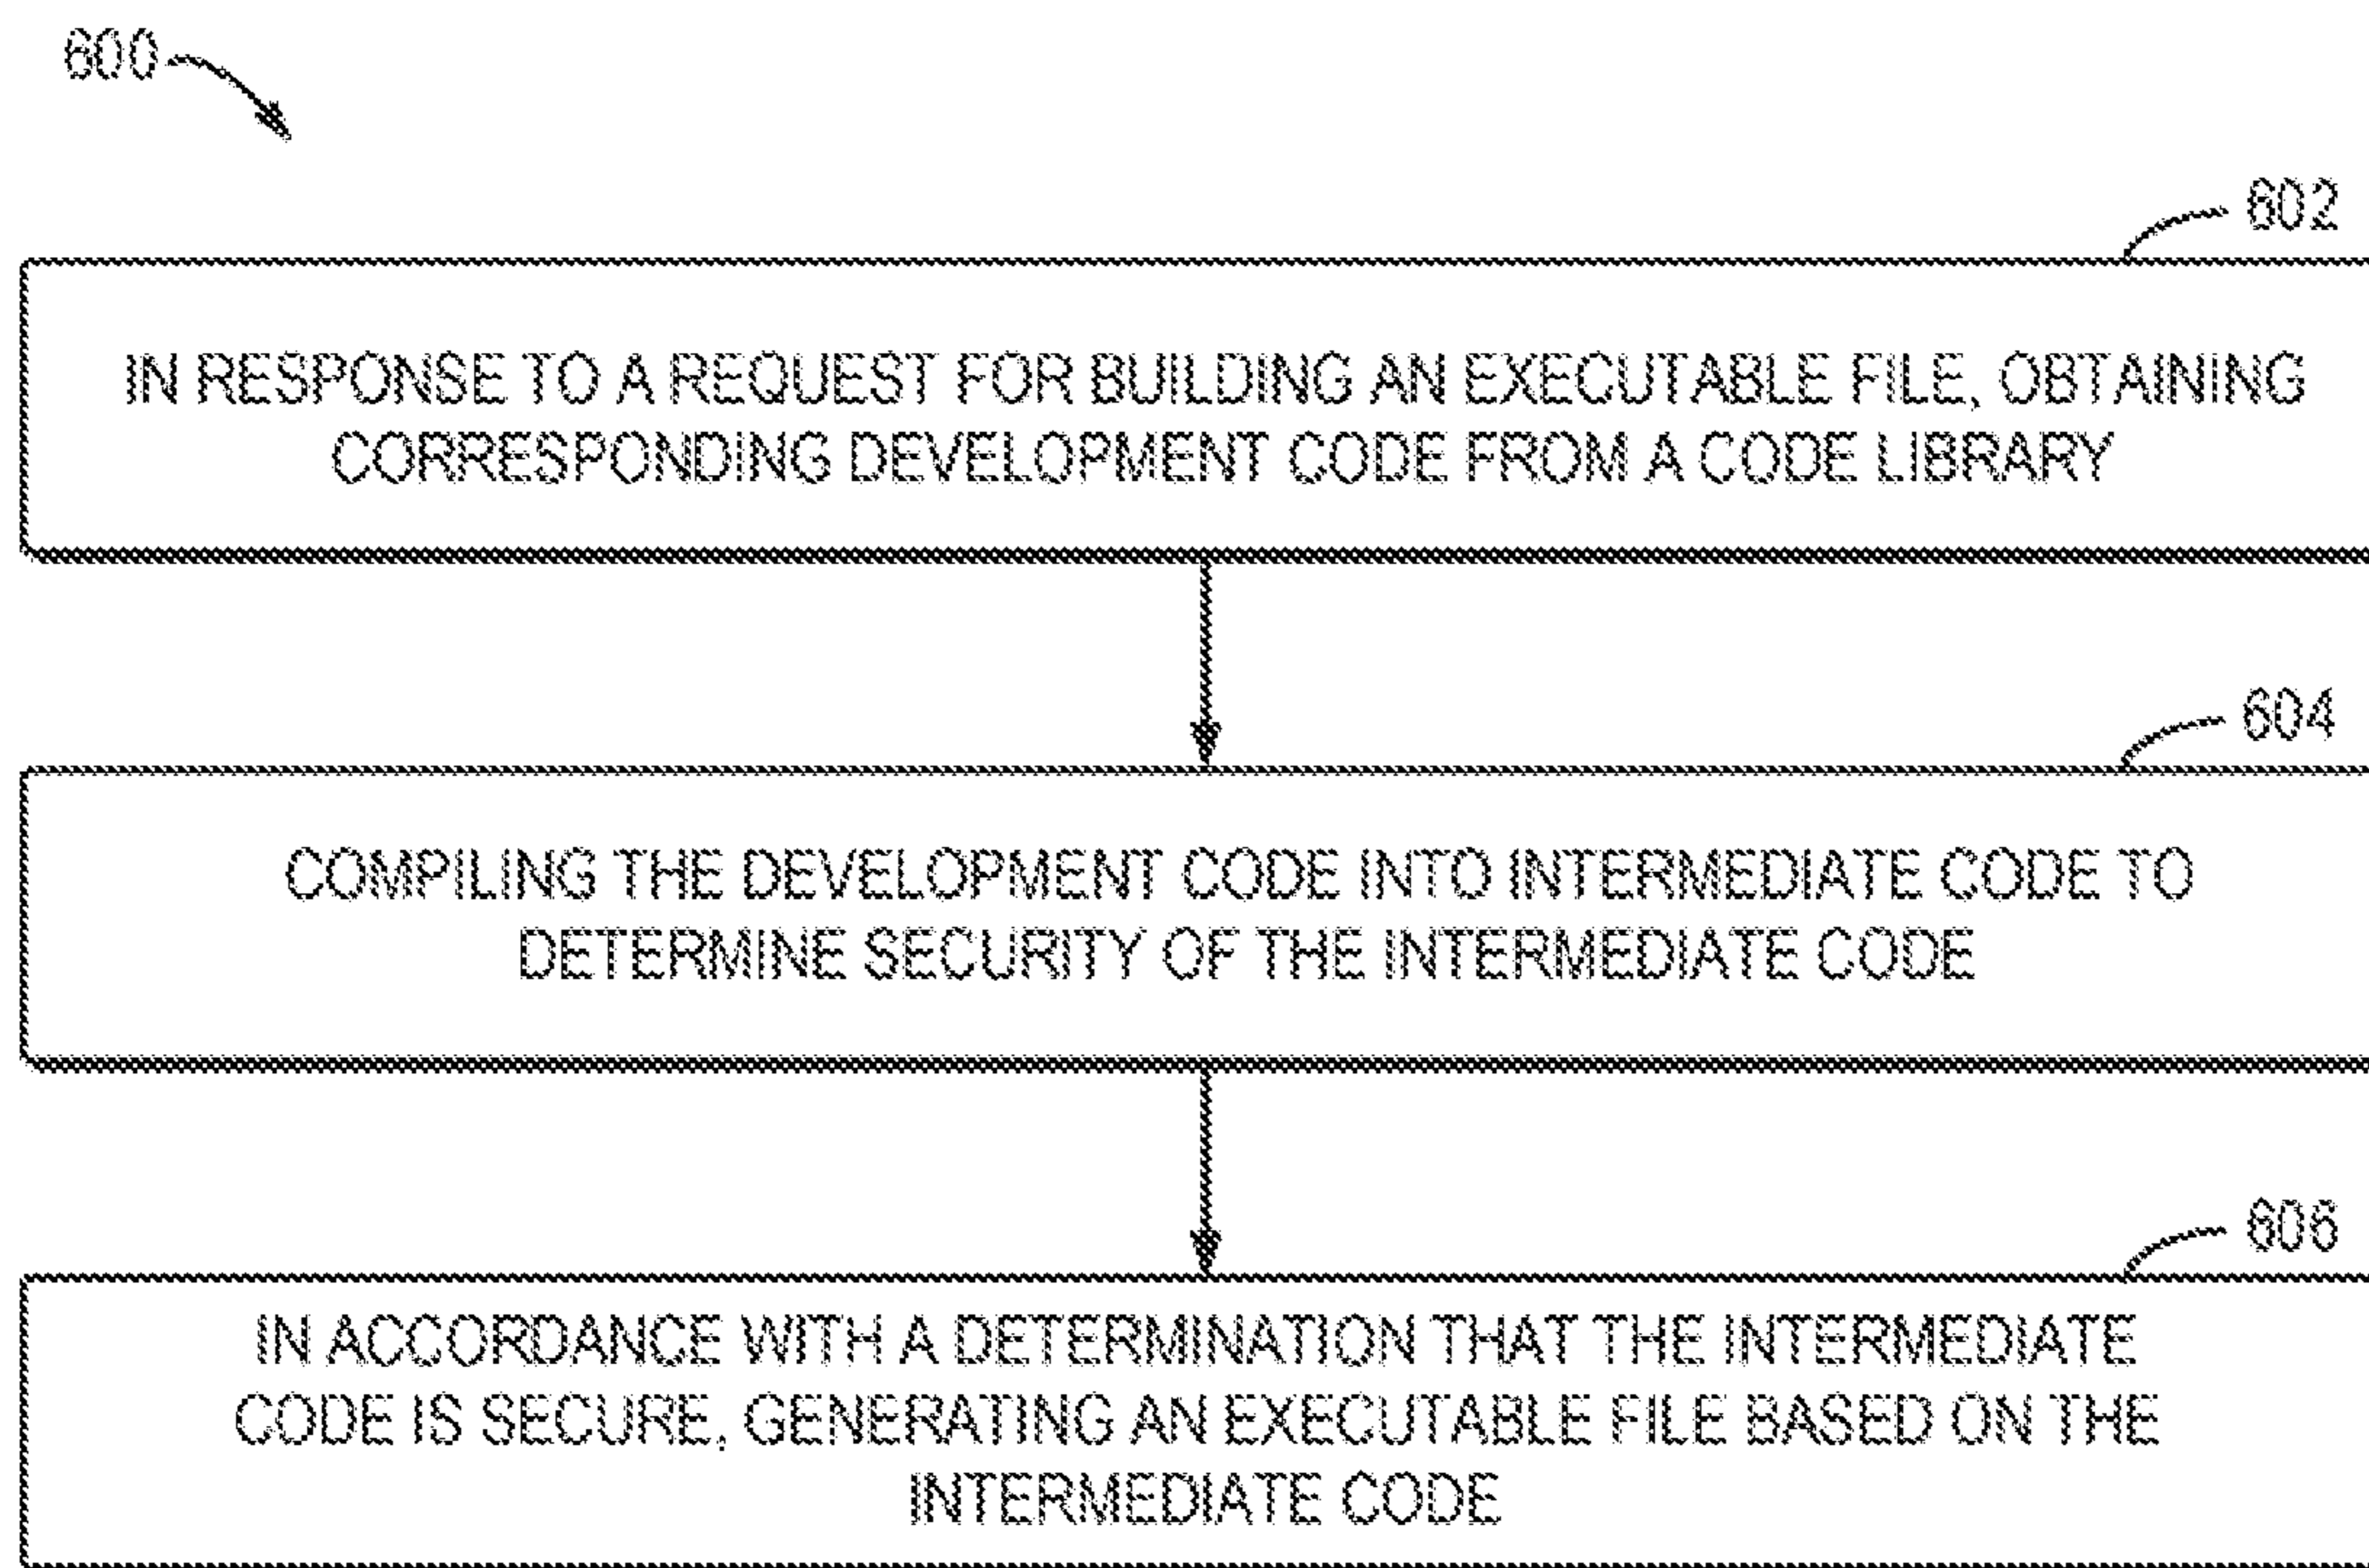 600
602
IN RESPONSE TO A REQUEST FOR BUILDING AN EXECUTABLE FILE, OBTAINING
CORRESPONDING DEVELOPMENT CODE FROM A CODE LIBRARY
604
COMPILING THE DEVELOPMENT CODE INTO INTERMEDIATE CODE TO
DETERMINE SECURITY OF THE INTERMEDIATE CODE
606
IN ACCORDANCE WITH A DETERMINATION THAT THE INTERMEDIATE
CODE IS SECURE, GENERATING AN EXECUTABLE FILE BASED ON THE
INTERMEDIATE CODE